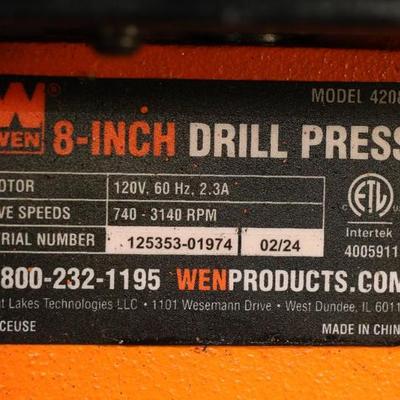 WEN 8-INCH DRILL PRESS
MODEL 4208
OTOR 120V, 60 Hz, 2.3A
VE SPEEDS 740 - 3140 RPM
RIAL NUMBER 125353-01974 02/24
ETL
Intertek
4005911
800-232-1195 WENPRODUCTS.COM
t Lakes Technologies LLC • 1101 Wesemann Drive • West Dundee, IL 6011
CEUSE MADE IN CHIN